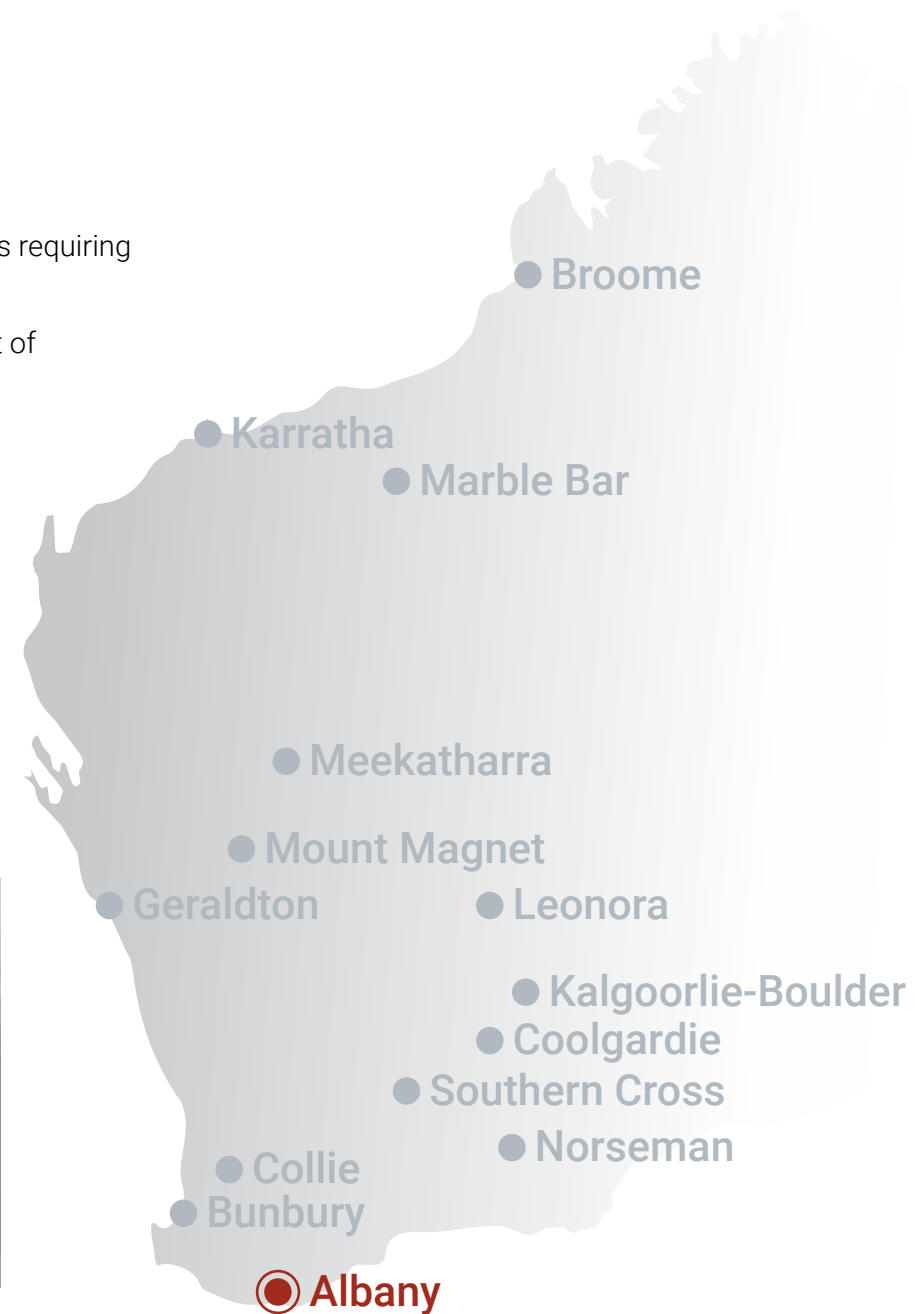 s requiring
Broome
t of
Karratha
Marble Bar
Meekatharra
Mount Magnet
Geraldton
Leonora
Kalgoorlie-Boulder
Coolgardie
Southern Cross
Norseman
Collie
Bunbury
Albany